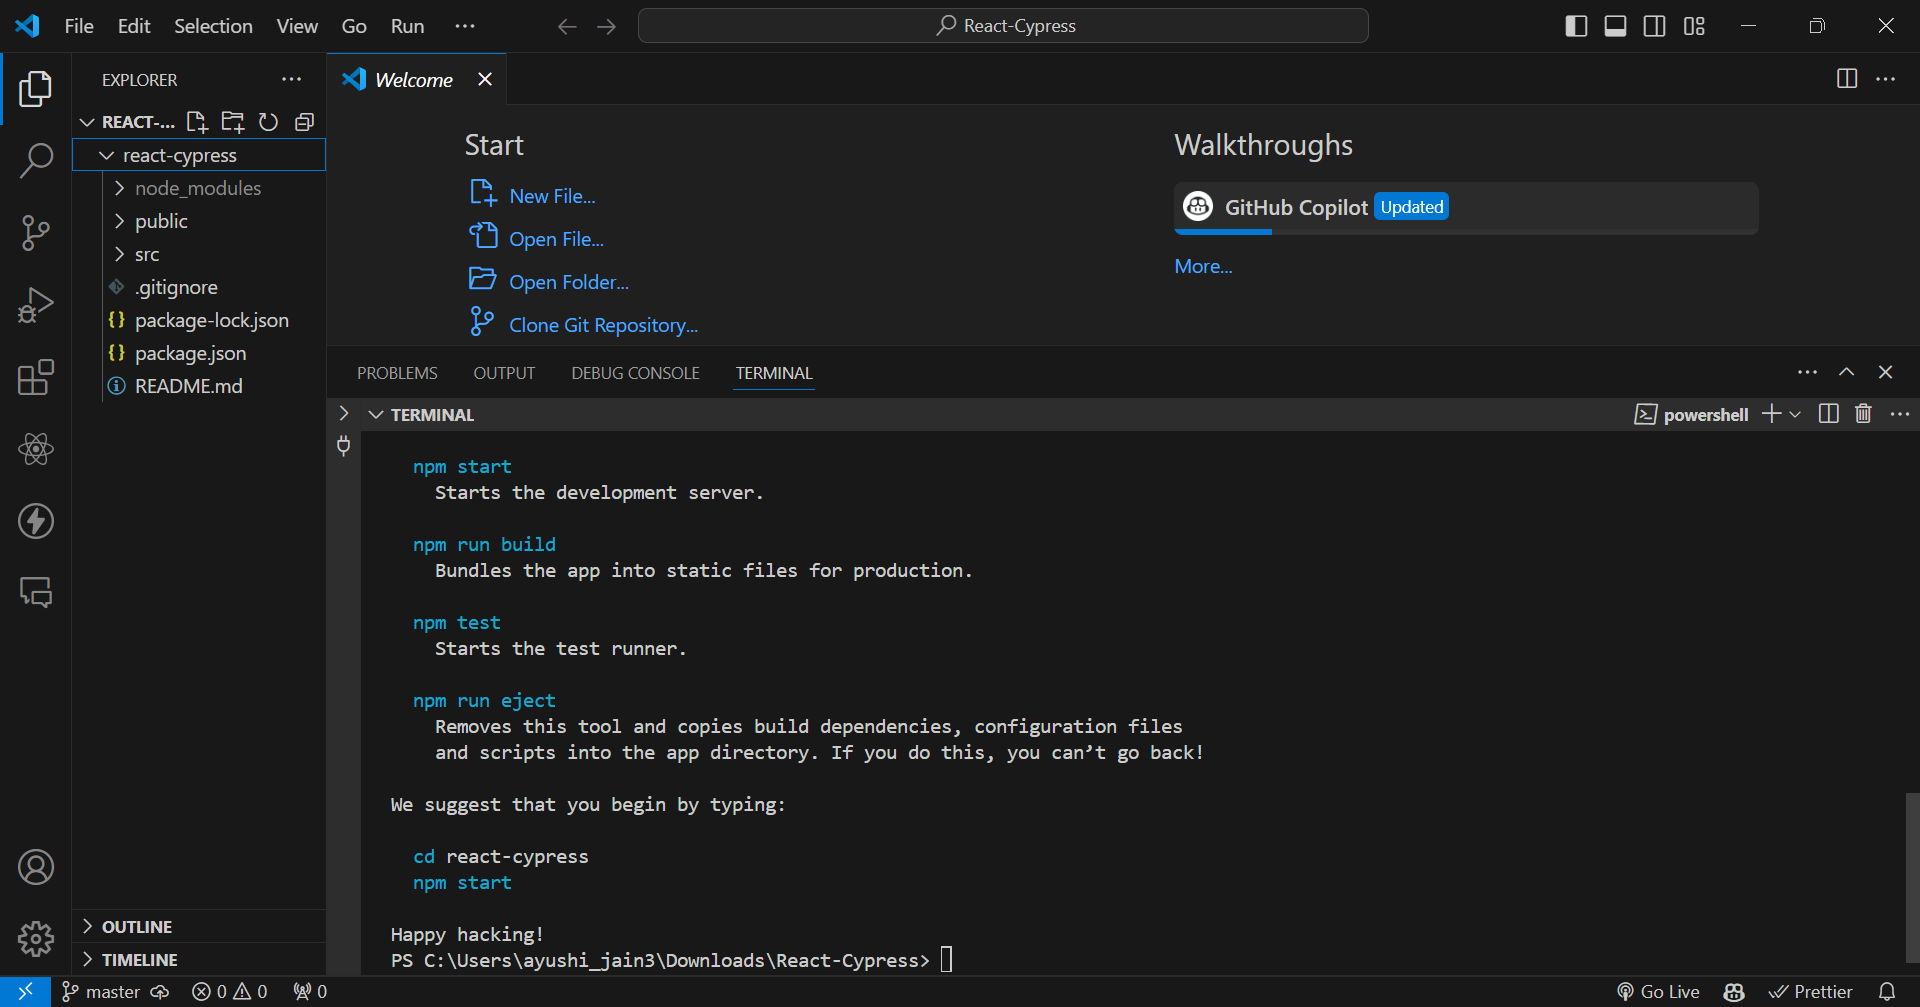 File Edit Selection View Go Run ···
React-Cypress
EXPLORER
REACT-...
react-cypress
node_modules
public
src
.gitignore
package-lock.json
package.json
README.md
OUTLINE
TIMELINE
Welcome
Start
New File...
Open File...
Open Folder...
Clone Git Repository...
Walkthroughs
GitHub Copilot Updated
More...
PROBLEMS OUTPUT DEBUG CONSOLE TERMINAL
TERMINAL
powershell
npm start
Starts the development server.
npm run build
Bundles the app into static files for production.
npm test
Starts the test runner.
npm run eject
Removes this tool and copies build dependencies, configuration files
and scripts into the app directory. If you do this, you can’t go back!
We suggest that you begin by typing:
cd react-cypress
npm start
Happy hacking!
PS C:\Users\ayushi_jain3\Downloads\React-Cypress>
master 0 0 0 Go Live Prettier